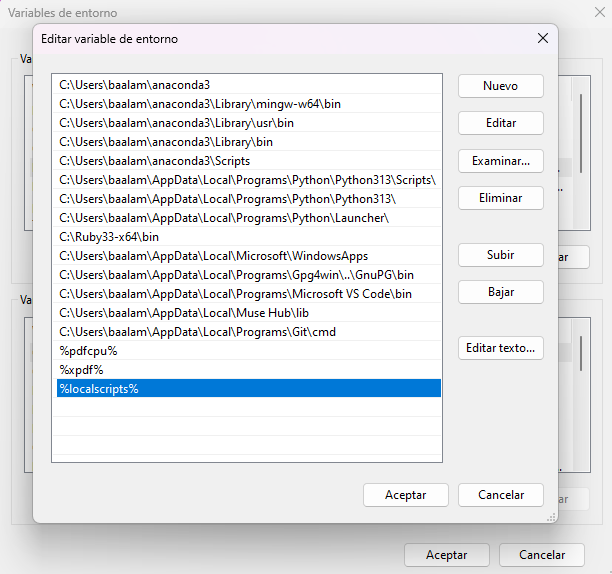 Variables de entorno
Editar variable de entorno
Va
C:\Users\baalam\anaconda3
C:\Users\baalam\anaconda3\Library\mingw-w64\bin
C:\Users\baalam\anaconda3\Library\usr\bin
C:\Users\baalam\anaconda3\Library\bin
C:\Users\baalam\anaconda3\Scripts
C:\Users\baalam\AppData\Local\Programs\Python\Python313\Scripts\
C:\Users\baalam\AppData\Local\Programs\Python\Python313\
C:\Users\baalam\AppData\Local\Programs\Python\Launcher\
C:\Ruby33-x64\bin
C:\Users\baalam\AppData\Local\Microsoft\WindowsApps
C:\Users\baalam\AppData\Local\Programs\Gpg4win\..\GnuPG\bin
C:\Users\baalam\AppData\Local\Programs\Microsoft VS Code\bin
C:\Users\baalam\AppData\Local\Muse Hub\lib
C:\Users\baalam\AppData\Local\Programs\Git\cmd
%pdfcpu%
%xpdf%
%localscripts%
Nuevo
Editar
Examinar...
Eliminar
Subir
Bajar
Editar texto...
Aceptar
Cancelar
ar
Va
ar
Aceptar
Cancelar